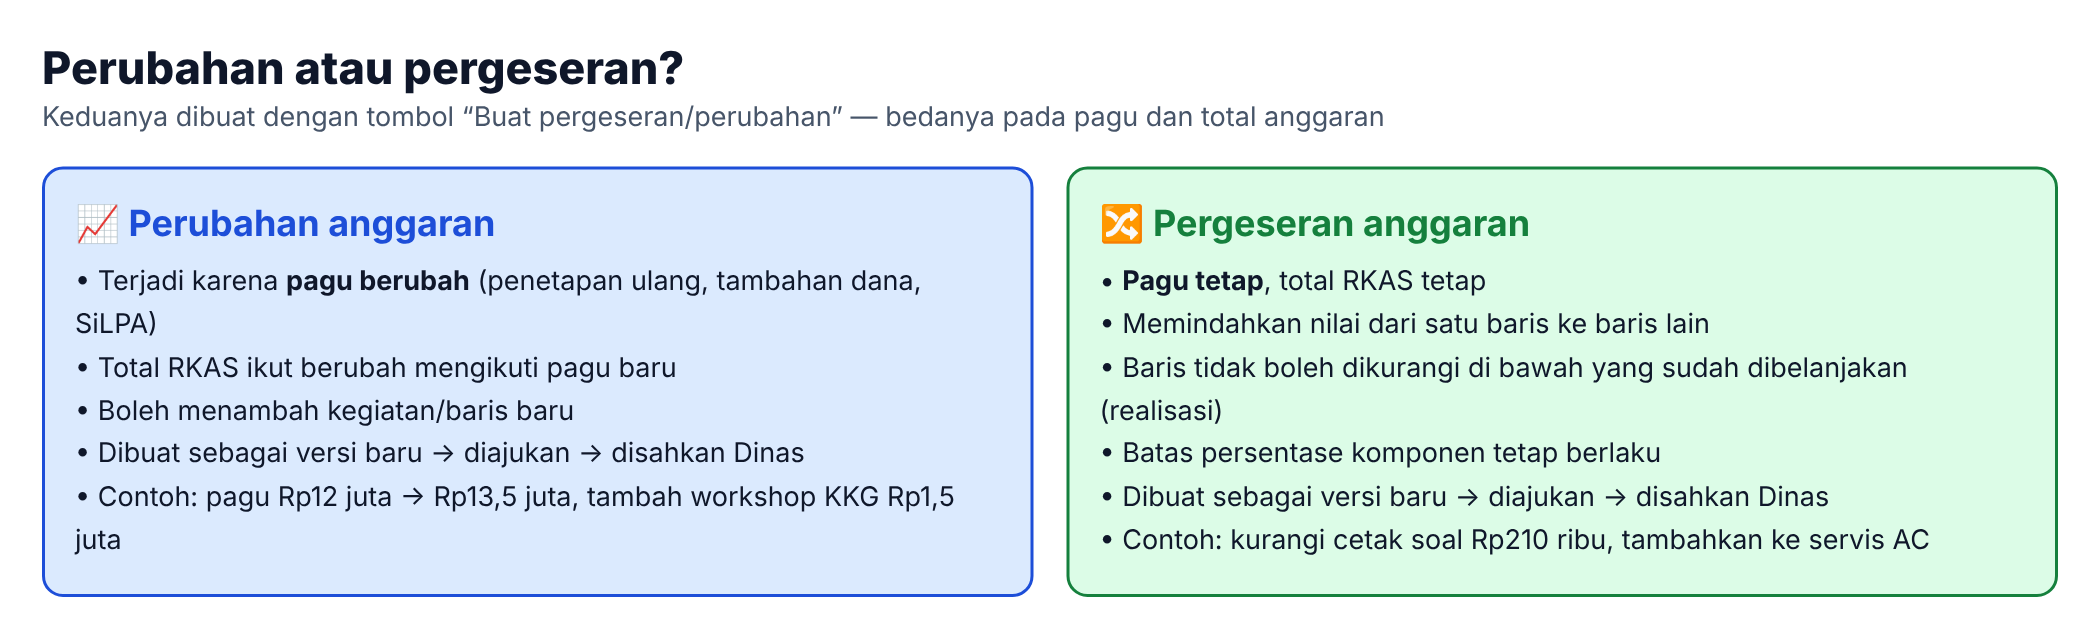 Perubahan atau pergeseran?
Keduanya dibuat dengan tombol “Buat pergeseran/perubahan” — bedanya pada pagu dan total anggaran
Perubahan anggaran
• Terjadi karena pagu berubah (penetapan ulang, tambahan dana,
SiLPA)
• Total RKAS ikut berubah mengikuti pagu baru
• Boleh menambah kegiatan/baris baru
• Dibuat sebagai versi baru → diajukan → disahkan Dinas
• Contoh: pagu Rp12 juta → Rp13,5 juta, tambah workshop KKG Rp1,5
juta
Pergeseran anggaran
• Pagu tetap, total RKAS tetap
• Memindahkan nilai dari satu baris ke baris lain
• Baris tidak boleh dikurangi di bawah yang sudah dibelanjakan
(realisasi)
• Batas persentase komponen tetap berlaku
• Dibuat sebagai versi baru → diajukan → disahkan Dinas
• Contoh: kurangi cetak soal Rp210 ribu, tambahkan ke servis AC